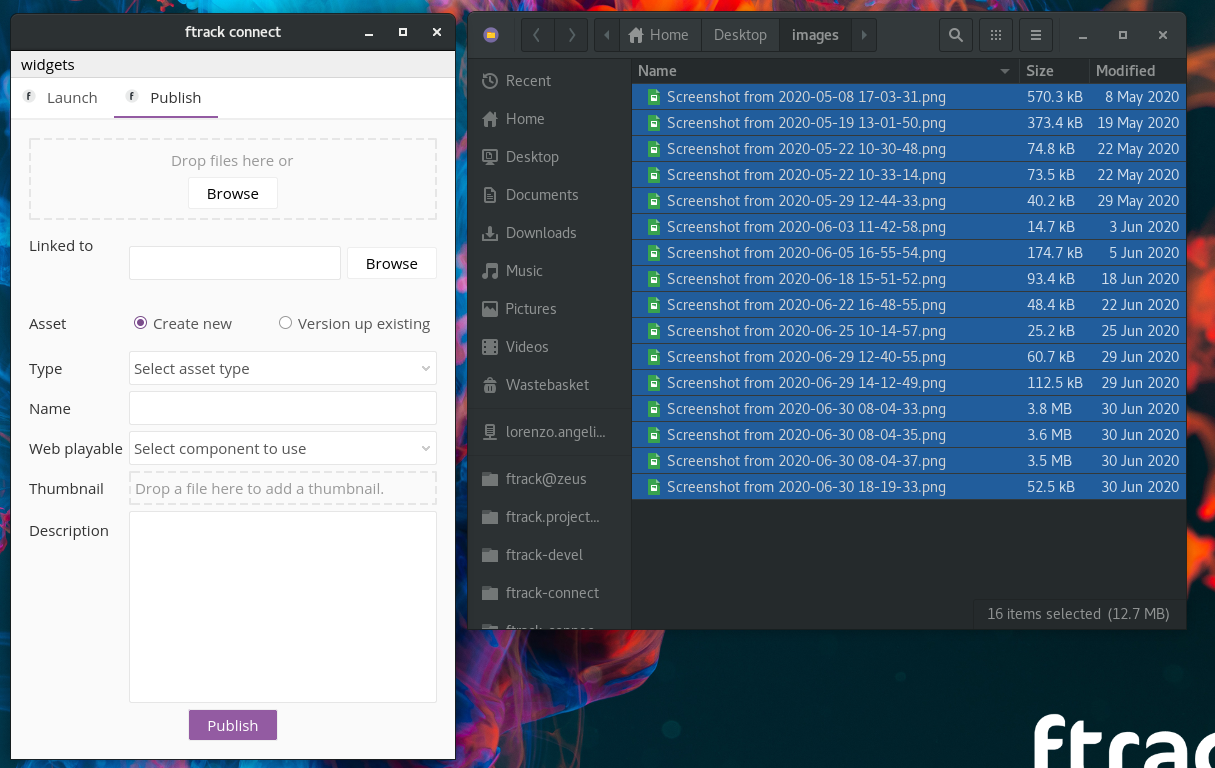 ftrack connect
widgets
Launch
Publish
Drop files here or
Browse
Linked to
Browse
Asset
Create new
Version up existing
Type
Select asset type
Name
Web playable
Select component to use
Thumbnail
Drop a file here to add a thumbnail.
Description
Publish
Home
Desktop
images
Recent
Home
Desktop
Documents
Downloads
Music
Pictures
Videos
Wastebasket
lorenzo.angeli...
ftrack@zeus
ftrack.project...
ftrack-devel
ftrack-connect
Name Size Modified
Screenshot from 2020-05-08 17-03-31.png 570.3 kB 8 May 2020
Screenshot from 2020-05-19 13-01-50.png 373.4 kB 19 May 2020
Screenshot from 2020-05-22 10-30-48.png 74.8 kB 22 May 2020
Screenshot from 2020-05-22 10-33-14.png 73.5 kB 22 May 2020
Screenshot from 2020-05-29 12-44-33.png 40.2 kB 29 May 2020
Screenshot from 2020-06-03 11-42-58.png 14.7 kB 3 Jun 2020
Screenshot from 2020-06-05 16-55-54.png 174.7 kB 5 Jun 2020
Screenshot from 2020-06-18 15-51-52.png 93.4 kB 18 Jun 2020
Screenshot from 2020-06-22 16-48-55.png 48.4 kB 22 Jun 2020
Screenshot from 2020-06-25 10-14-57.png 25.2 kB 25 Jun 2020
Screenshot from 2020-06-29 12-40-55.png 60.7 kB 29 Jun 2020
Screenshot from 2020-06-29 14-12-49.png 112.5 kB 29 Jun 2020
Screenshot from 2020-06-30 08-04-33.png 3.8 MB 30 Jun 2020
Screenshot from 2020-06-30 08-04-35.png 3.6 MB 30 Jun 2020
Screenshot from 2020-06-30 08-04-37.png 3.5 MB 30 Jun 2020
Screenshot from 2020-06-30 18-19-33.png 52.5 kB 30 Jun 2020
16 items selected (12.7 MB)